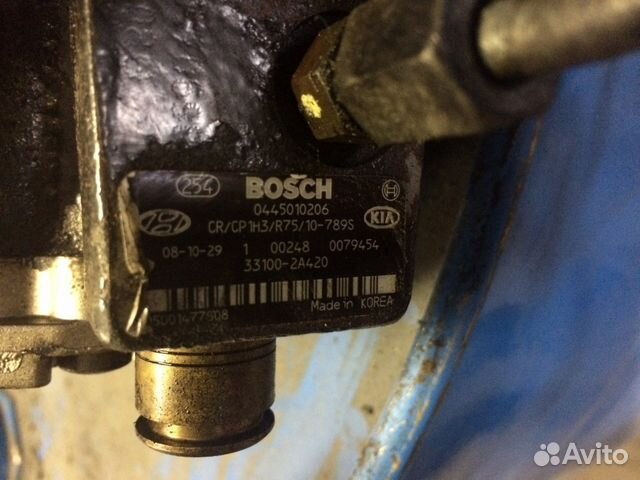 254 BOSCH
0445010206
CR/CP1H3/R75/10-789S
KIA
08-10-29 1 00248 0079454
33100-2A420
Made in KOREA
Avito